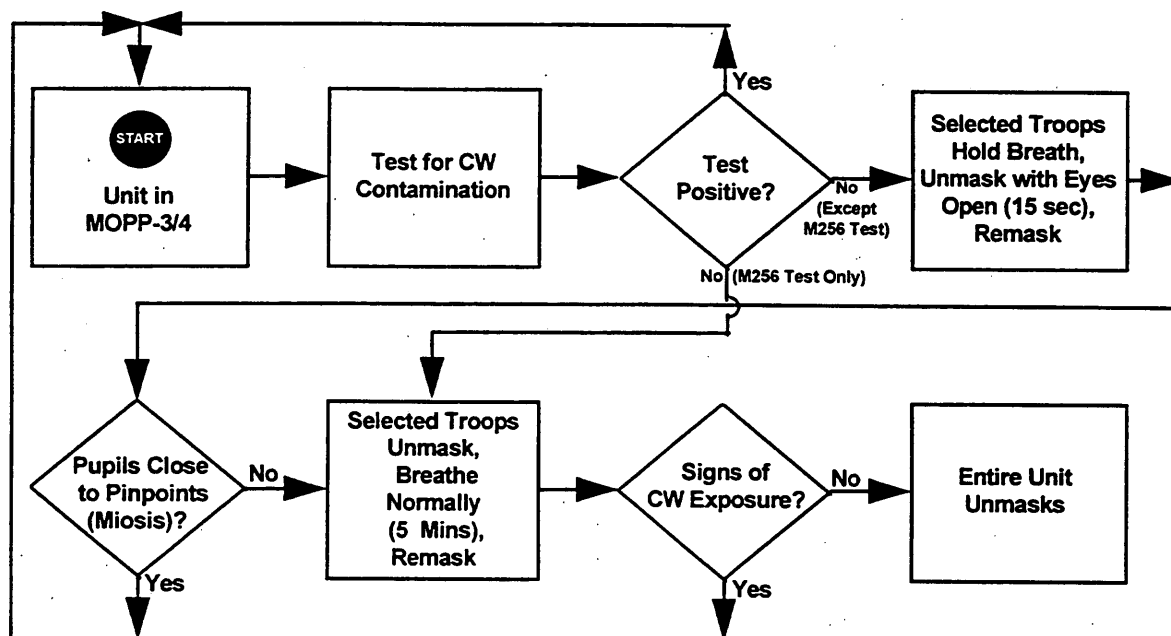 START
Unit in
MOPP-3/4
Test for CW
Contamination
Yes
Test
Positive?
No
(Except
M256 Test)
Selected Troops
Hold Breath,
Unmask with Eyes
Open (15 sec),
Remask
No (M256 Test Only)
Pupils Close
to Pinpoints
(Miosis)?
No
Yes
Selected Troops
Unmask,
Breathe
Normally
(5 Mins),
Remask
Signs of
CW Exposure?
No
Yes
Entire Unit
Unmasks